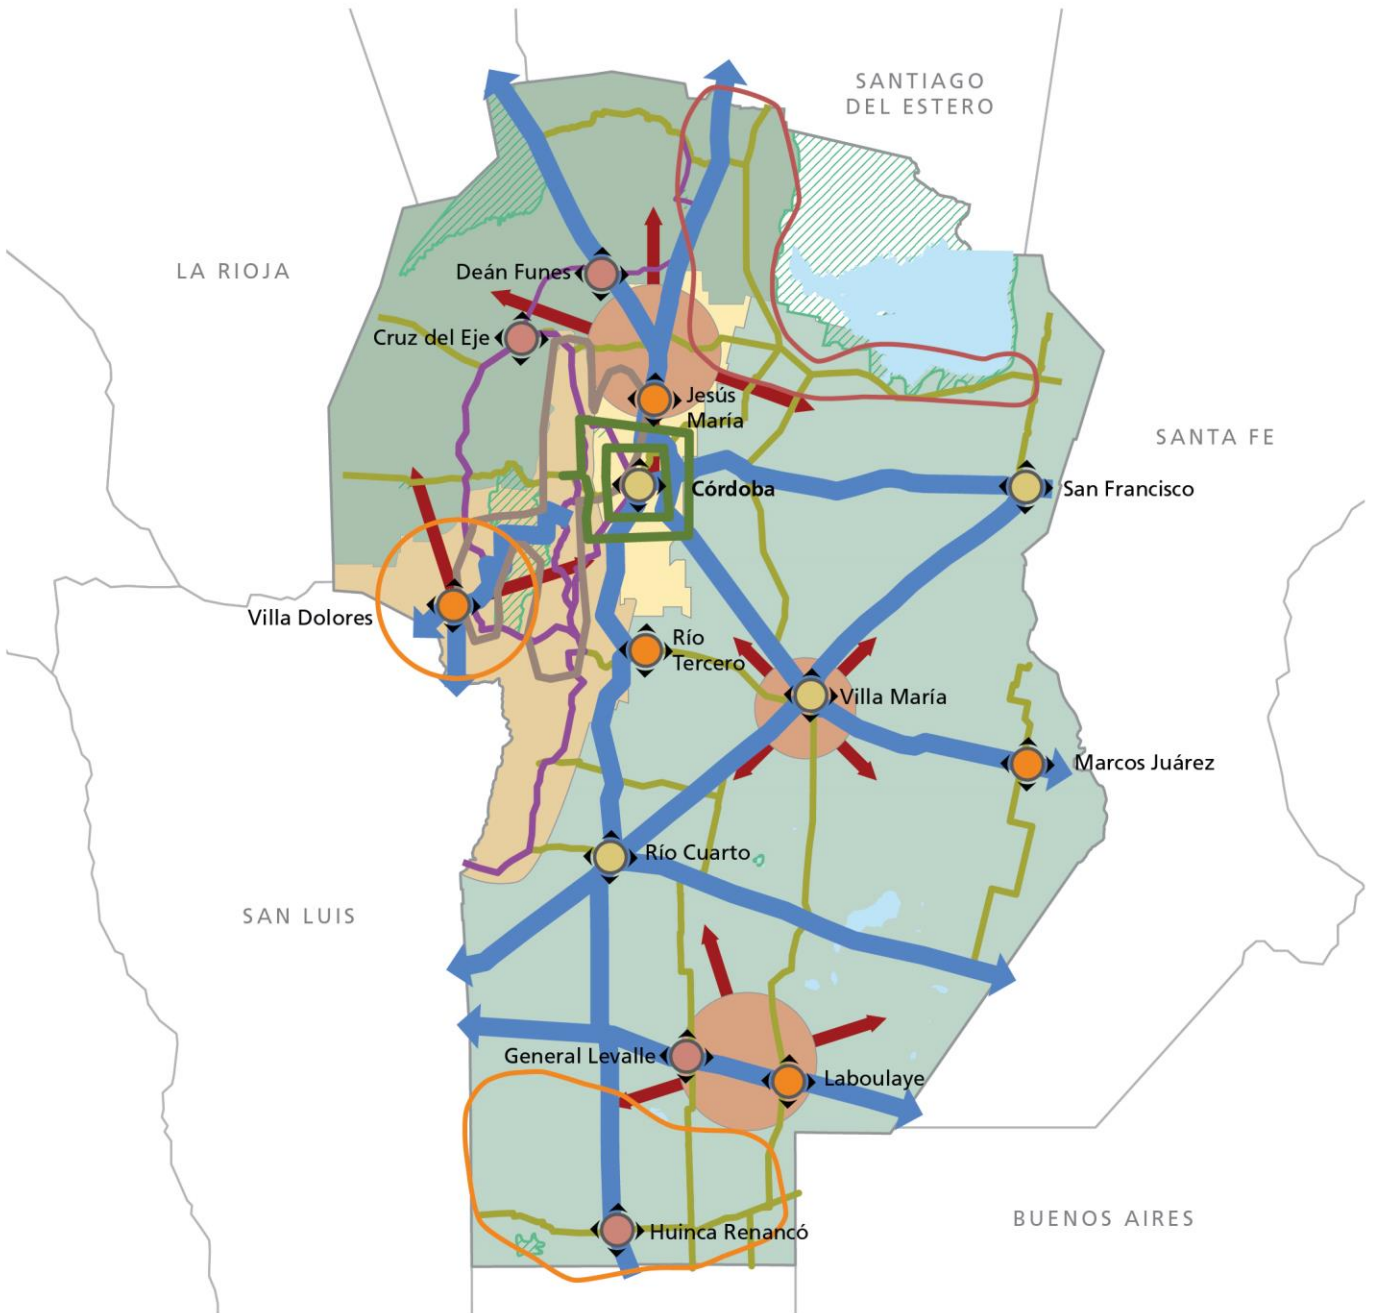 SANTIAGO
DEL ESTERO
LA RIOJA
Deán Funes
Cruz del Eje
Jesús
María
SANTA FE
Córdoba
San Francisco
Villa Dolores
Río
Tercero
Villa María
Marcos Juárez
Río Cuarto
SAN LUIS
General Levalle
Laboulaye
Huinca Renancó
BUENOS AIRES